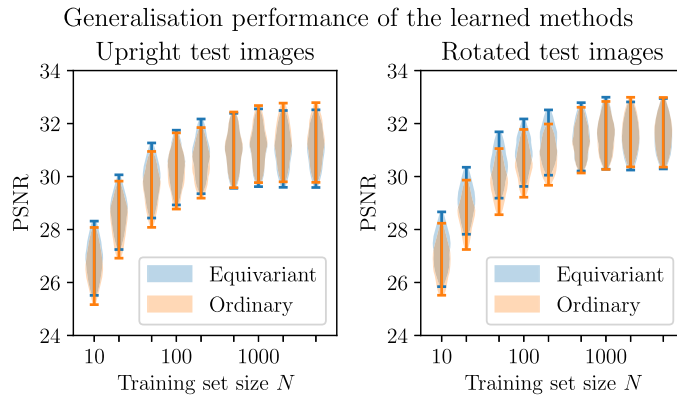 Generalisation performance of the learned methods
Upright test images
34
32
30
28
26
24
PSNR
Equivariant
Ordinary
10
100
1000
Training set size N
Rotated test images
34
32
30
28
26
24
PSNR
Equivariant
Ordinary
10
100
1000
Training set size N